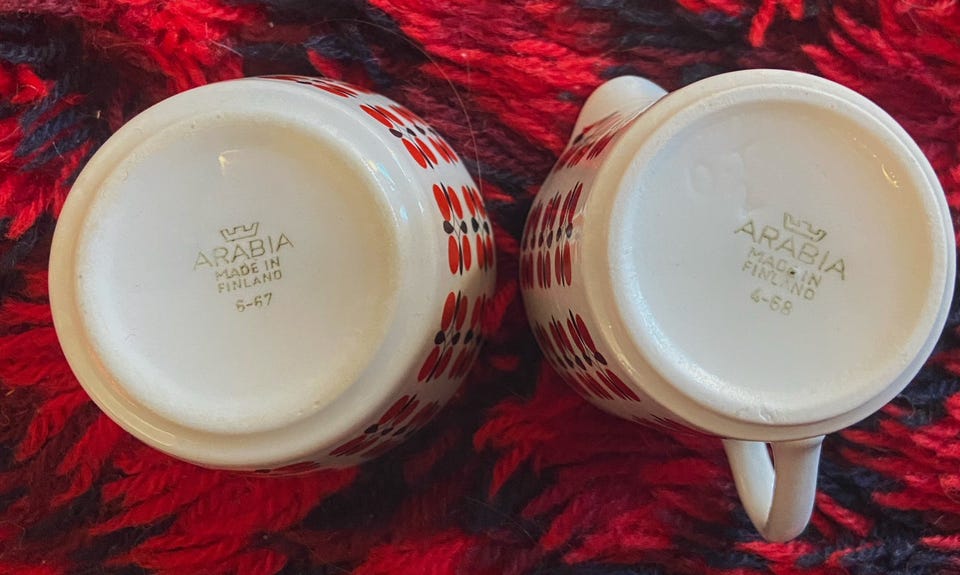 ARABIA
MADE IN
FINLAND
6-67
ARABIA
MADE IN
FINLAND
4-68